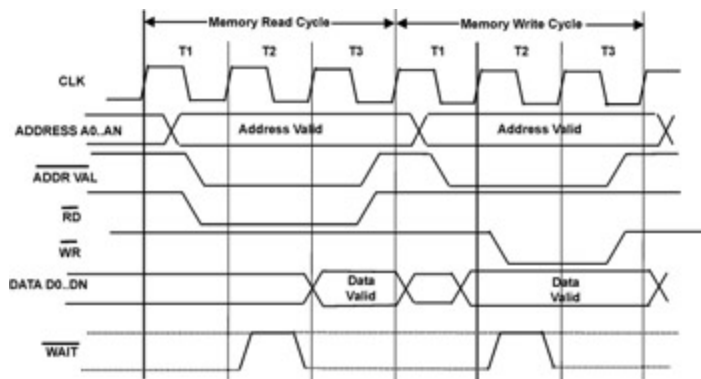 Memory Read Cycle Memory Write Cycle
T1 T2 T3 T1 T2 T3
CLK
ADDRESS A0..AN Address Valid Address Valid
ADDR VAL
RD
WR
DATA D0..DN Data Valid Data Valid
WAIT